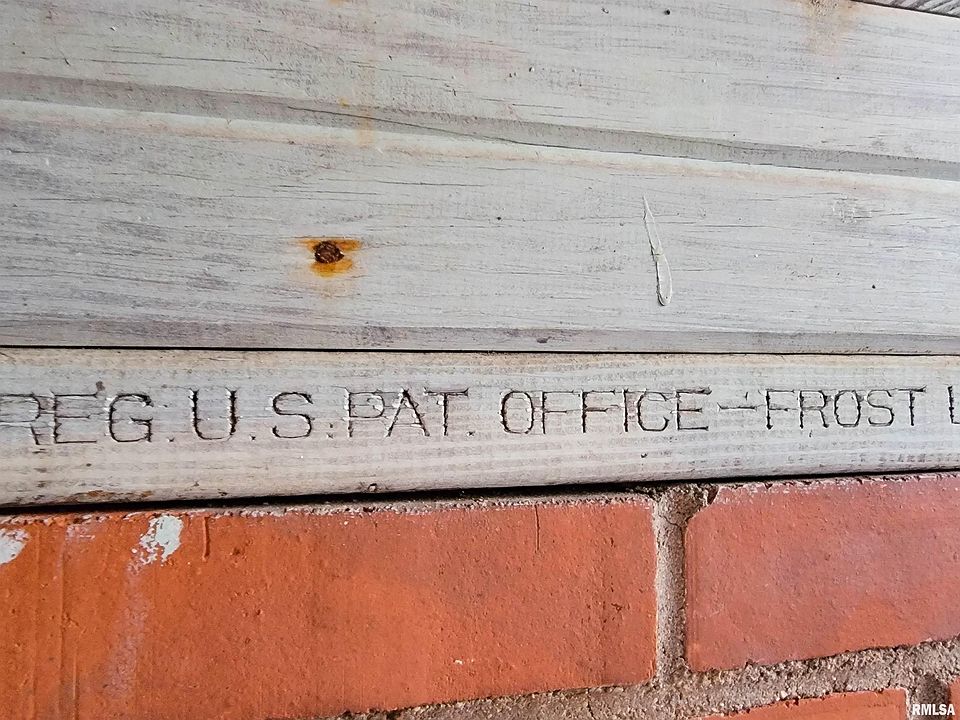 REG. U.S. PAT. OFFICE—FROST L
RMLSA